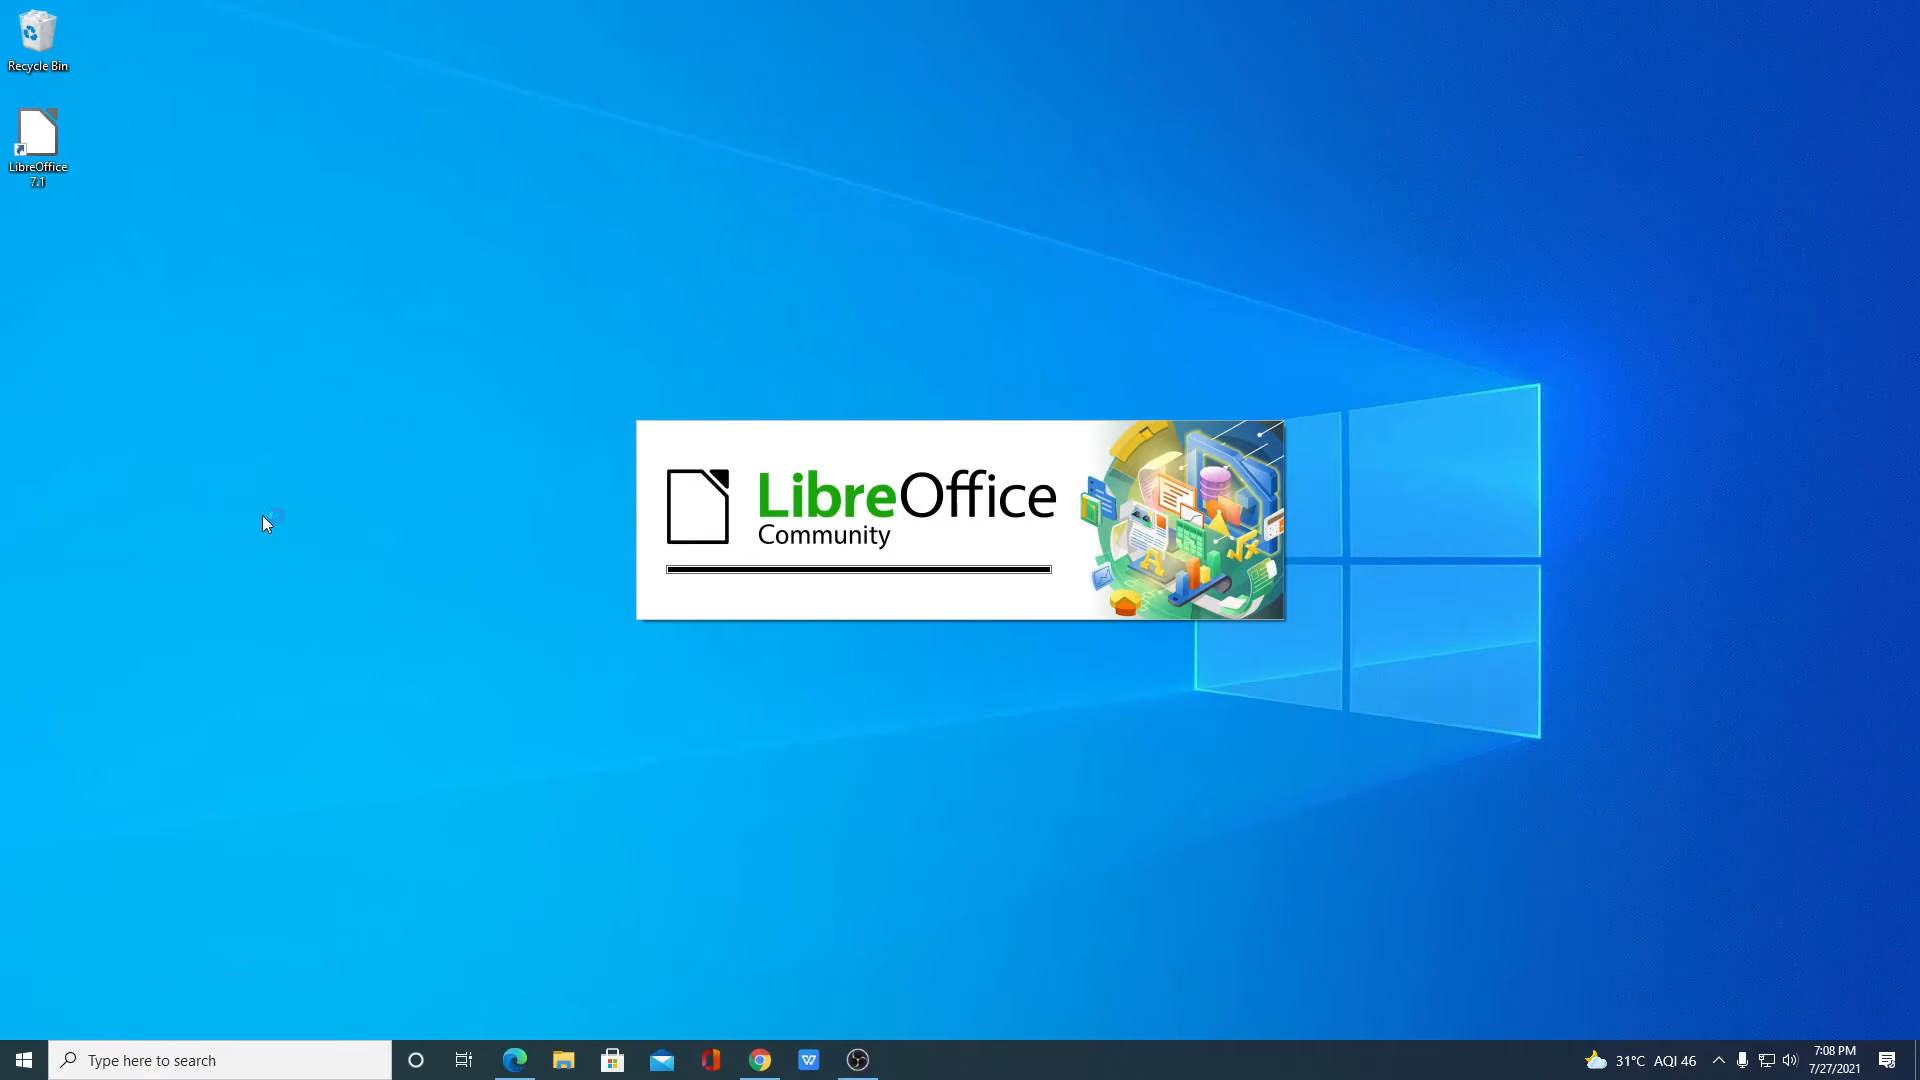 Recycle Bin
LibreOffice
7.1
LibreOffice
Community
Type here to search
31°C AQI 46
7:08 PM
7/27/2021